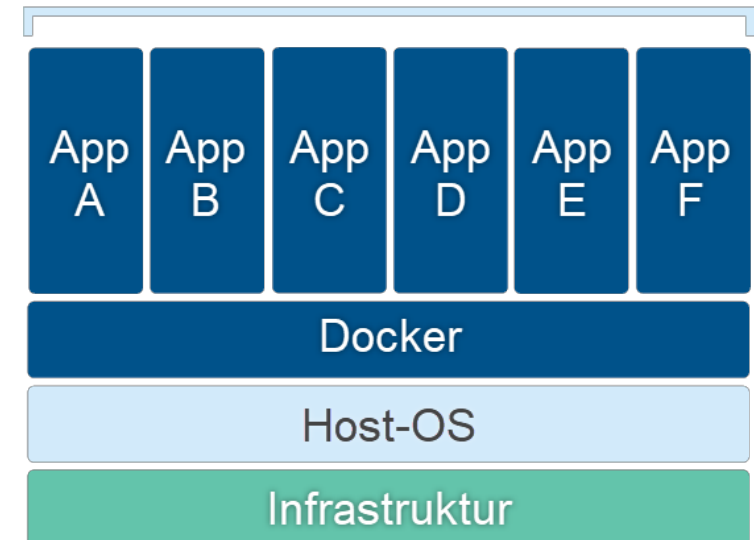 App App App App App App
A B C D E F
Docker
Host-OS
Infrastruktur